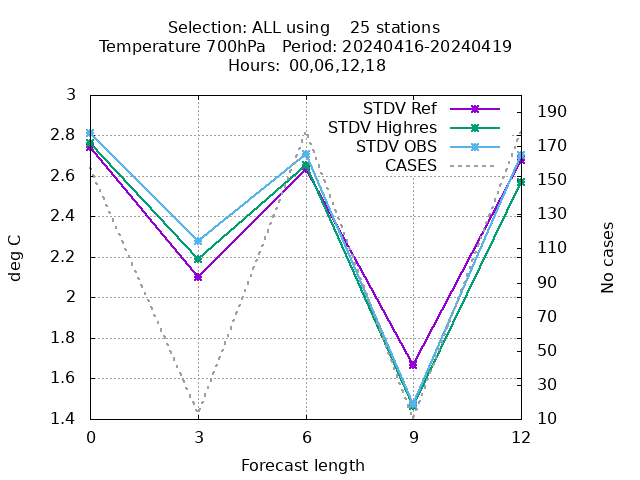 Selection: ALL using    25 stations
Temperature 700hPa   Period: 20240416-20240419
Hours: 00,06,12,18
STDV Ref
STDV Highres
STDV OBS
CASES
3
2.8
2.6
2.4
2.2
2
1.8
1.6
1.4
deg C
190
170
150
130
110
90
70
50
30
10
No cases
0 3 6 9 12
Forecast length